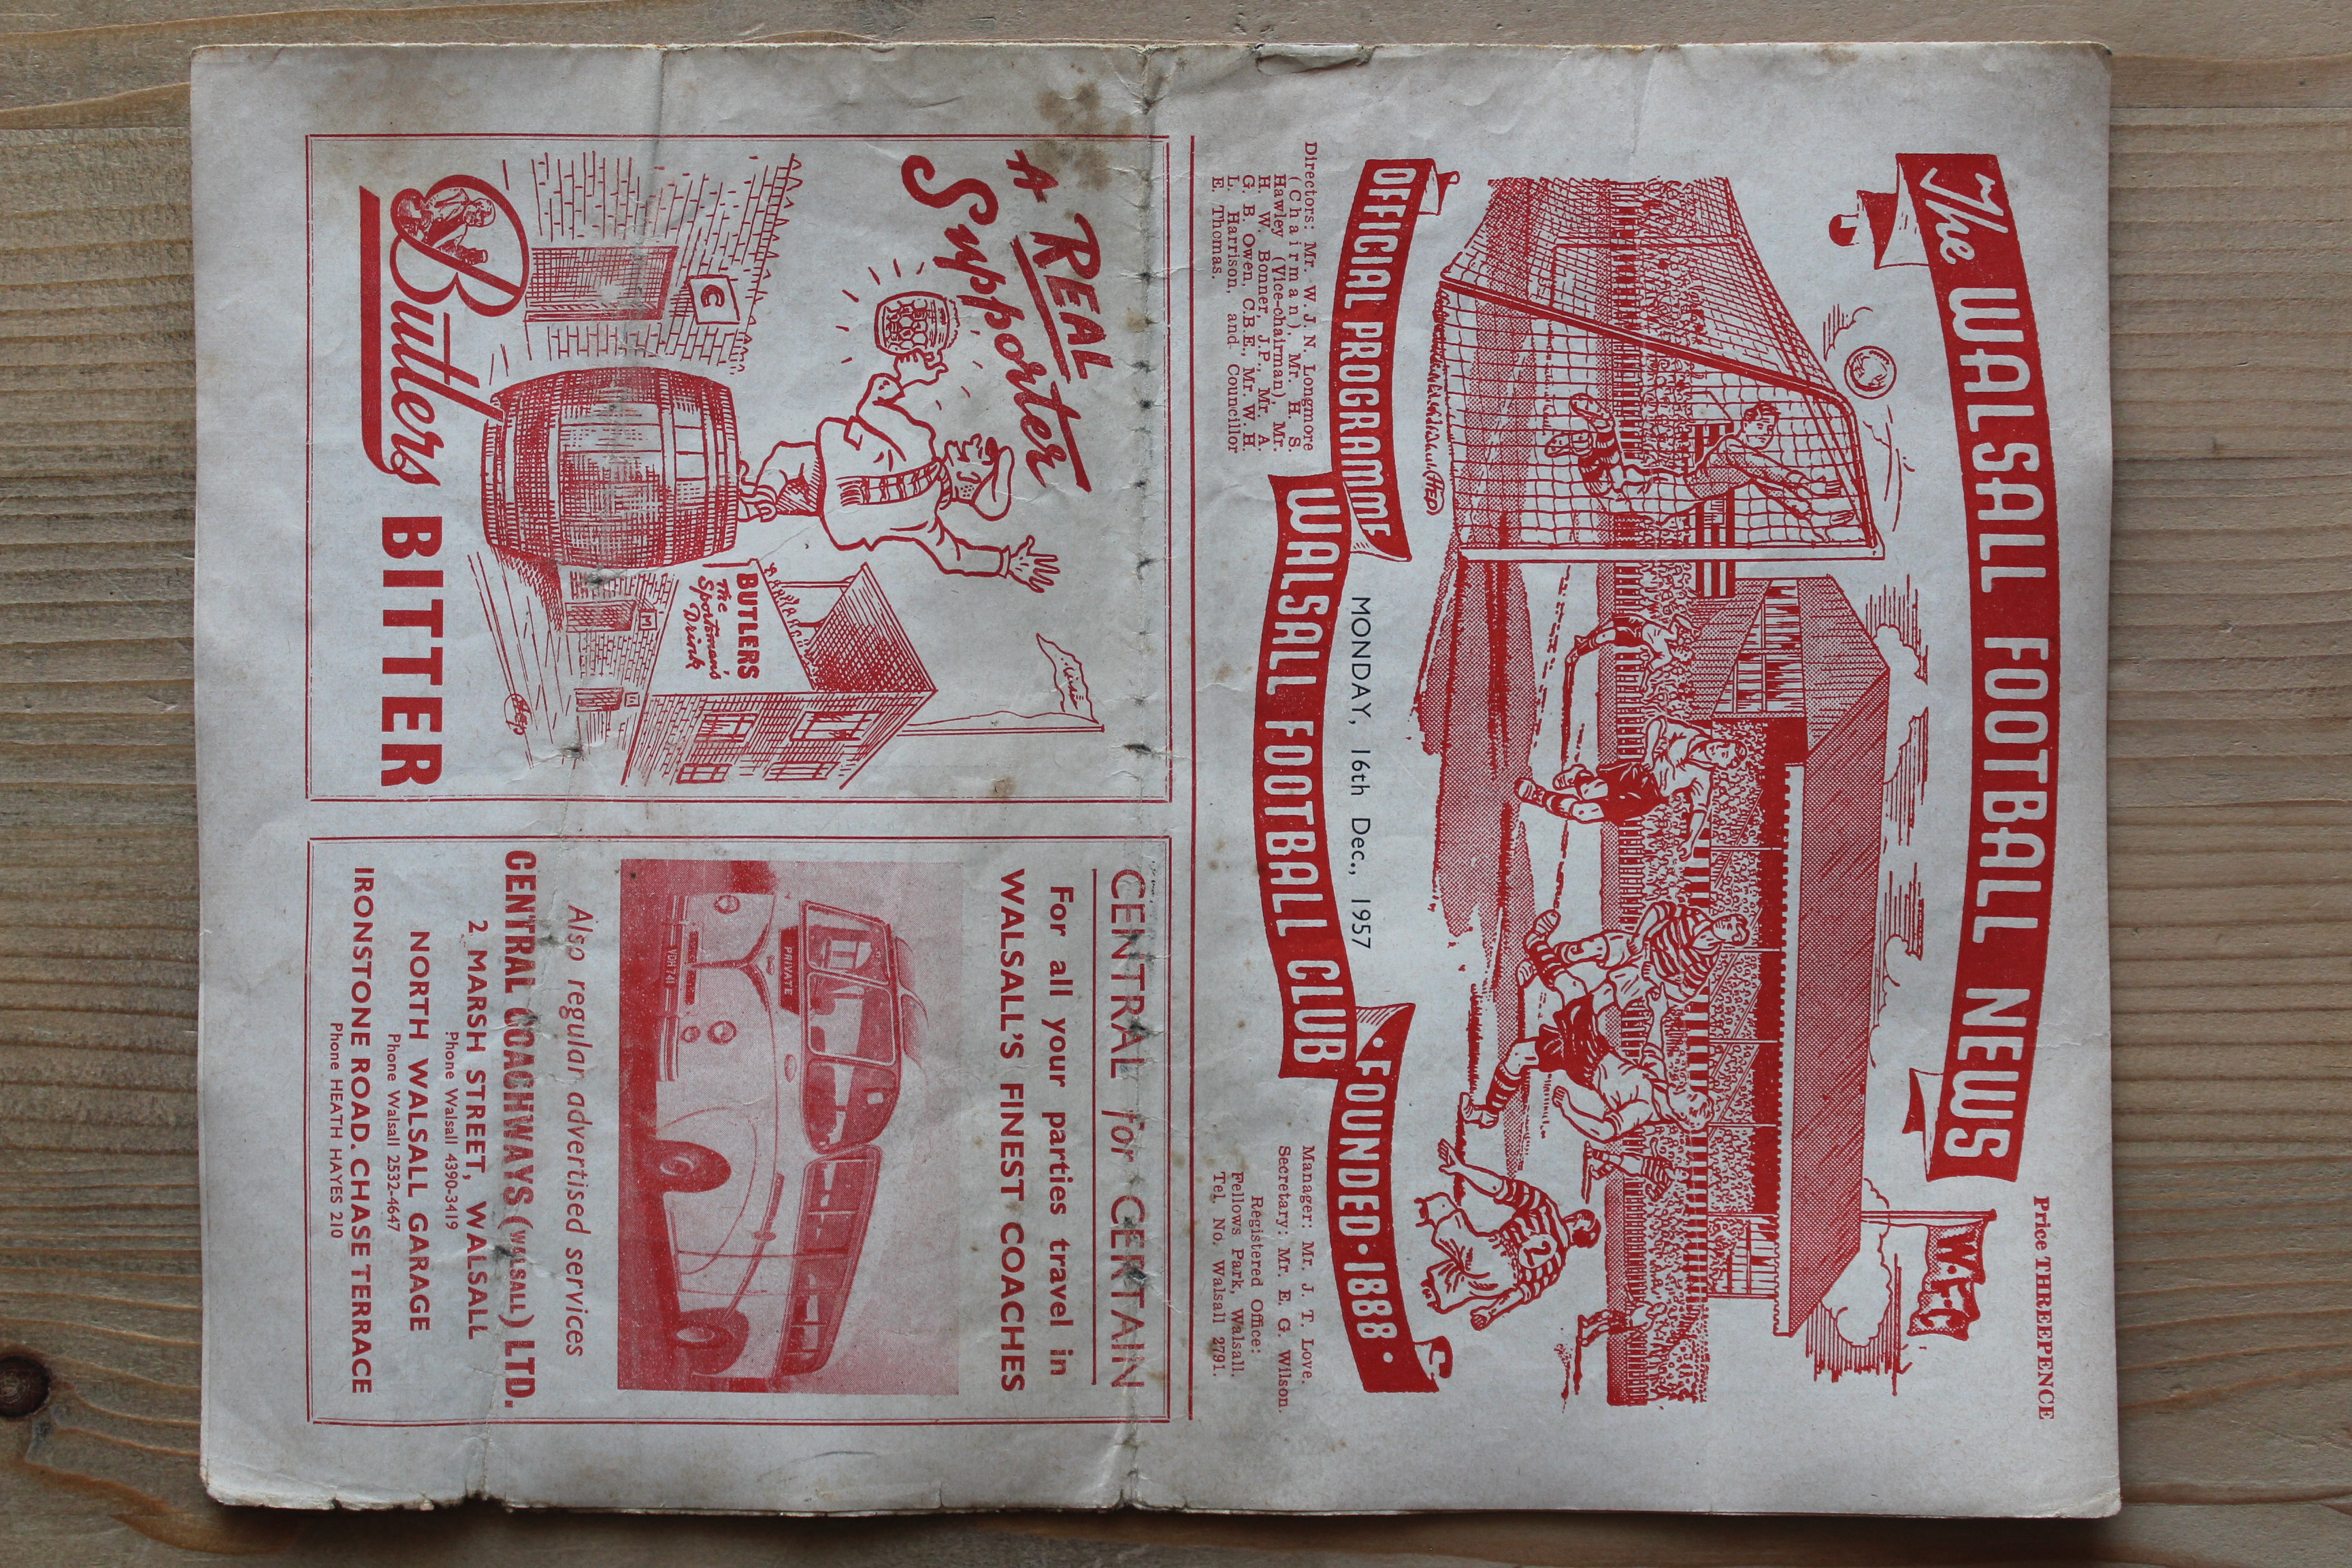 Price THREEPENCE
The WALSALL FOOTBALL NEWS
W.F.C
2
HEP
OFFICIAL PROGRAMME
MONDAY, 16th Dec., 1957
WALSALL FOOTBALL CLUB
• FOUNDED • 1888 •
Directors: Mr. W. J. N. Longmore
(Chairman), Mr. H. S.
Hawley (Vice-chairman), Mr.
H. W. Bonner, J.P., Mr. A.
G. B. Owen, C.B.E., Mr. W. H.
L. Harrison, and Councillor
E. Thomas.
Manager: Mr. J. T. Love.
Secretary: Mr. E. G. Wilson.
Registered Office:
Fellows Park, Walsall.
Tel. No. Walsall 2791.
A REAL
Supporter
C
BUTLERS
The
Sportsman's
Drink
M
Hep
Butlers BITTER
CENTRAL for CERTAIN
For all your parties travel in
WALSALL'S FINEST COACHES
PRIVATE
YDH 741
Also regular advertised services
CENTRAL COACHWAYS (WALSALL) LTD.
2 MARSH STREET, WALSALL
Phone Walsall 4390-3419
NORTH WALSALL GARAGE
Phone Walsall 2532-4647
IRONSTONE ROAD. CHASE TERRACE
Phone HEATH HAYES 210